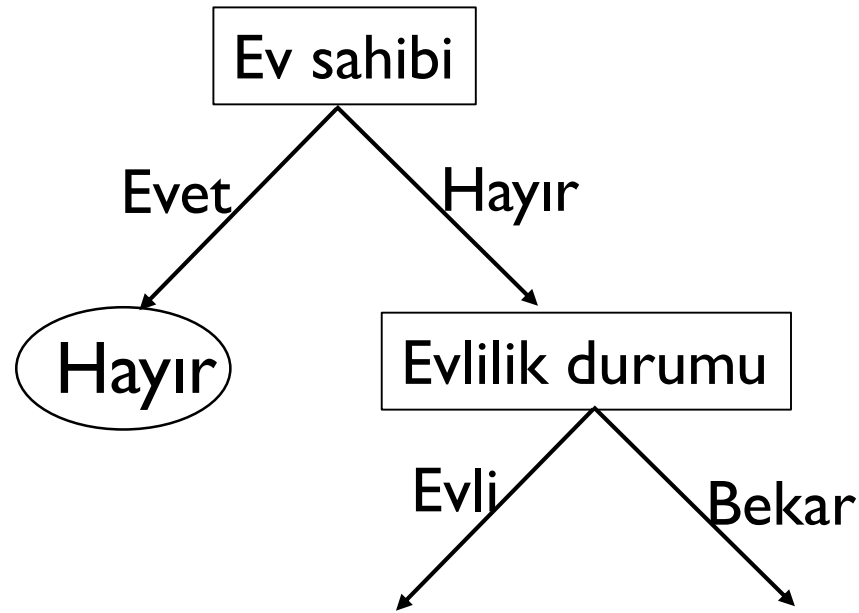 Ev sahibi
Evet
Hayır
Hayır
Evlilik durumu
Evli
Bekar